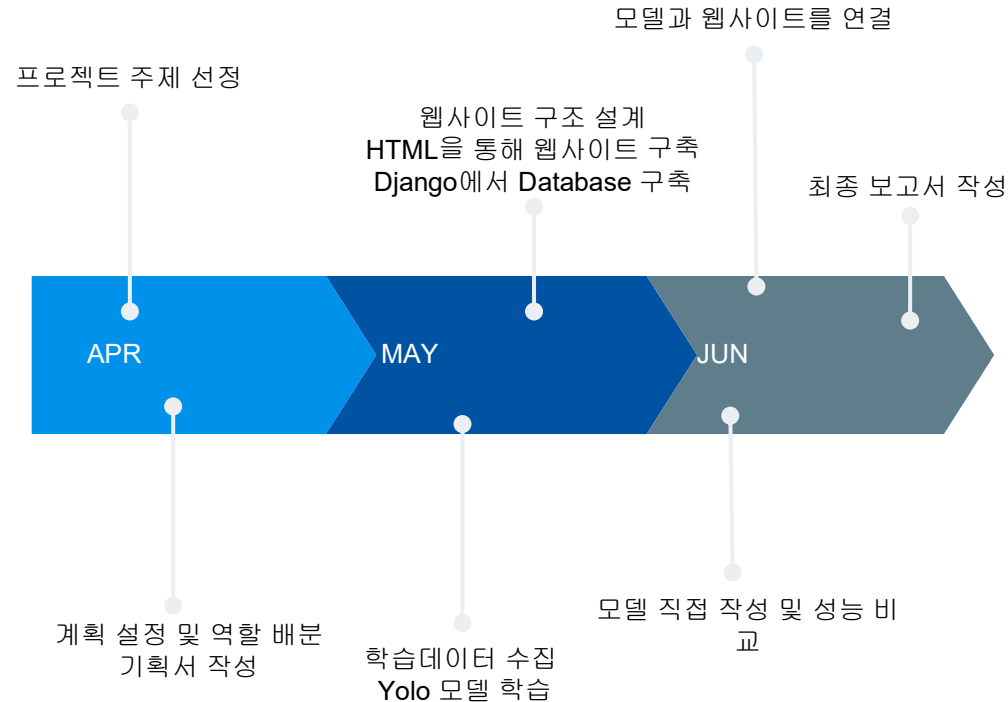 모델과 웹사이트를 연결
프로젝트 주제 선정
웹사이트 구조 설계
HTML을 통해 웹사이트 구축
Django에서 Database 구축
최종 보고서 작성
APR
MAY
JUN
계획 설정 및 역할 배분
기획서 작성
학습데이터 수집
Yolo 모델 학습
모델 직접 작성 및 성능 비
교